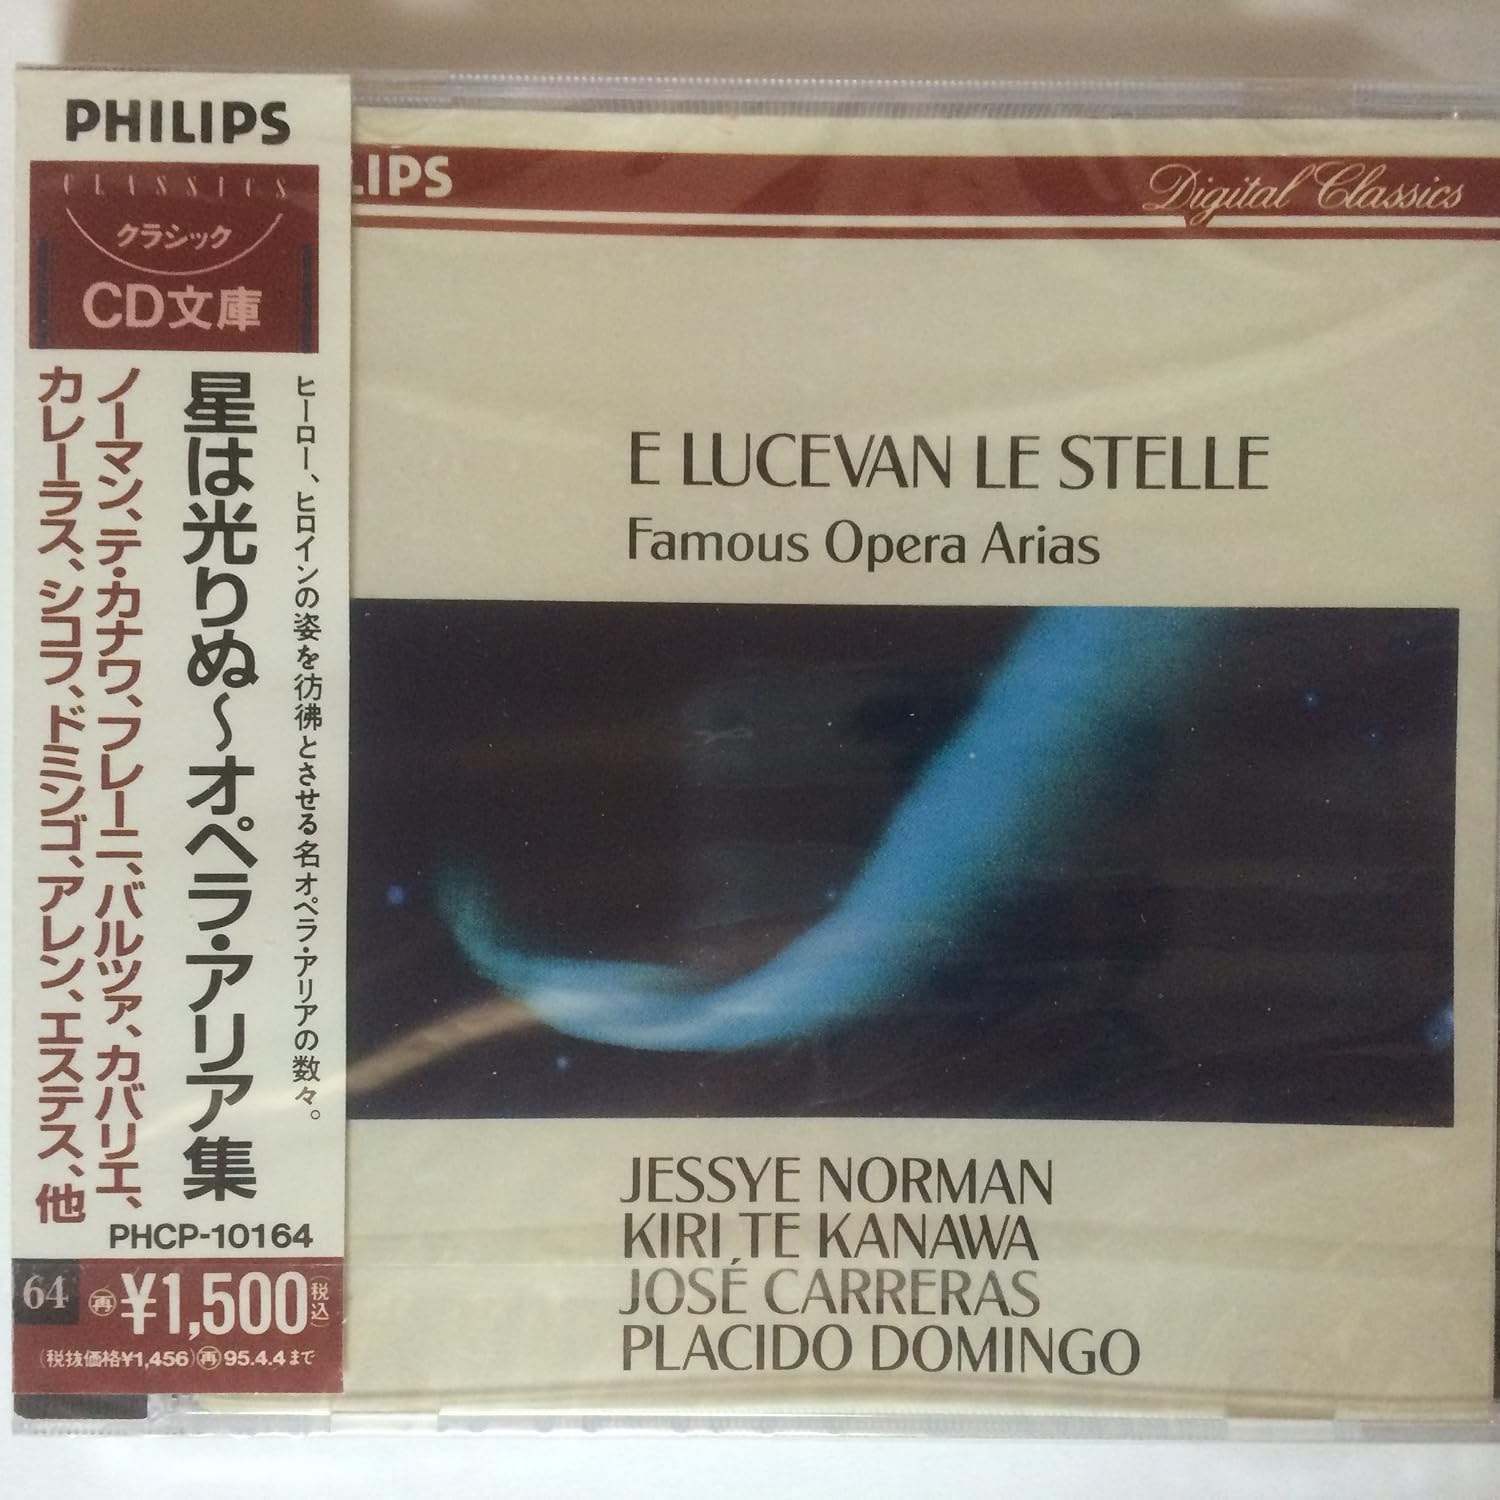 PHILIPS
CLASSICS
クラシック
CD文庫
ヒーロー、ヒロインの姿を彷彿とさせる名オペラ・アリアの数々。
星は光りぬ〜オペラ・アリア集
ノーマン、テ・カナワ、フレーニ、バルツァ、カバリエ、
カレーラス、シコフ、ドミンゴ、アレン、エステス、他
PHCP-10164
64 再 ¥1,500(税込)
(税抜価格¥1,456)再95.4.4まで
LIPS
Digital Classics
E LUCEVAN LE STELLE
Famous Opera Arias
JESSYE NORMAN
KIRI TE KANAWA
JOSÉ CARRERAS
PLACIDO DOMINGO